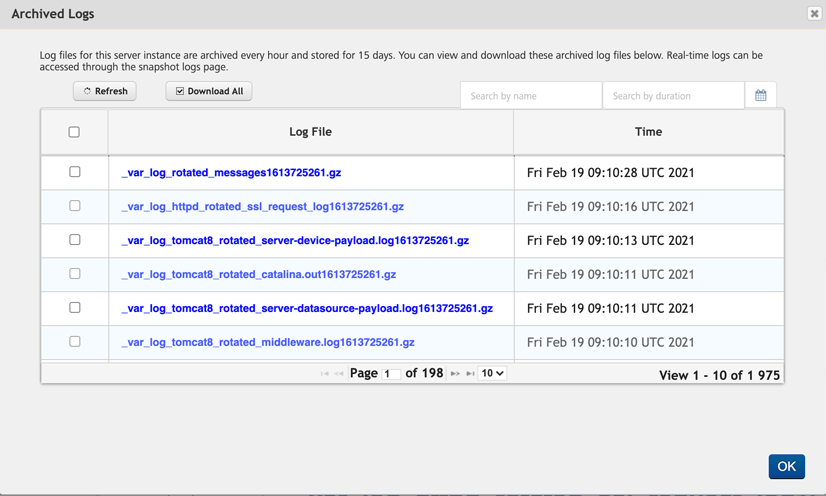 Archived Logs
Log files for this server instance are archived every hour and stored for 15 days. You can view and download these archived log files below. Real-time logs can be
accessed through the snapshot logs page.
Refresh Download All Search by name Search by duration
Log File Time
_var_log_rotated_messages1613725261.gz Fri Feb 19 09:10:28 UTC 2021
_var_log_httpd_rotated_ssl_request_log1613725261.gz Fri Feb 19 09:10:16 UTC 2021
_var_log_tomcat8_rotated_server-device-payload.log1613725261.gz Fri Feb 19 09:10:13 UTC 2021
_var_log_tomcat8_rotated_catalina.out1613725261.gz Fri Feb 19 09:10:11 UTC 2021
_var_log_tomcat8_rotated_server-datasource-payload.log1613725261.gz Fri Feb 19 09:10:11 UTC 2021
_var_log_tomcat8_rotated_middleware.log1613725261.gz Fri Feb 19 09:10:10 UTC 2021
Page 1 of 198 10 View 1 - 10 of 1 975
OK